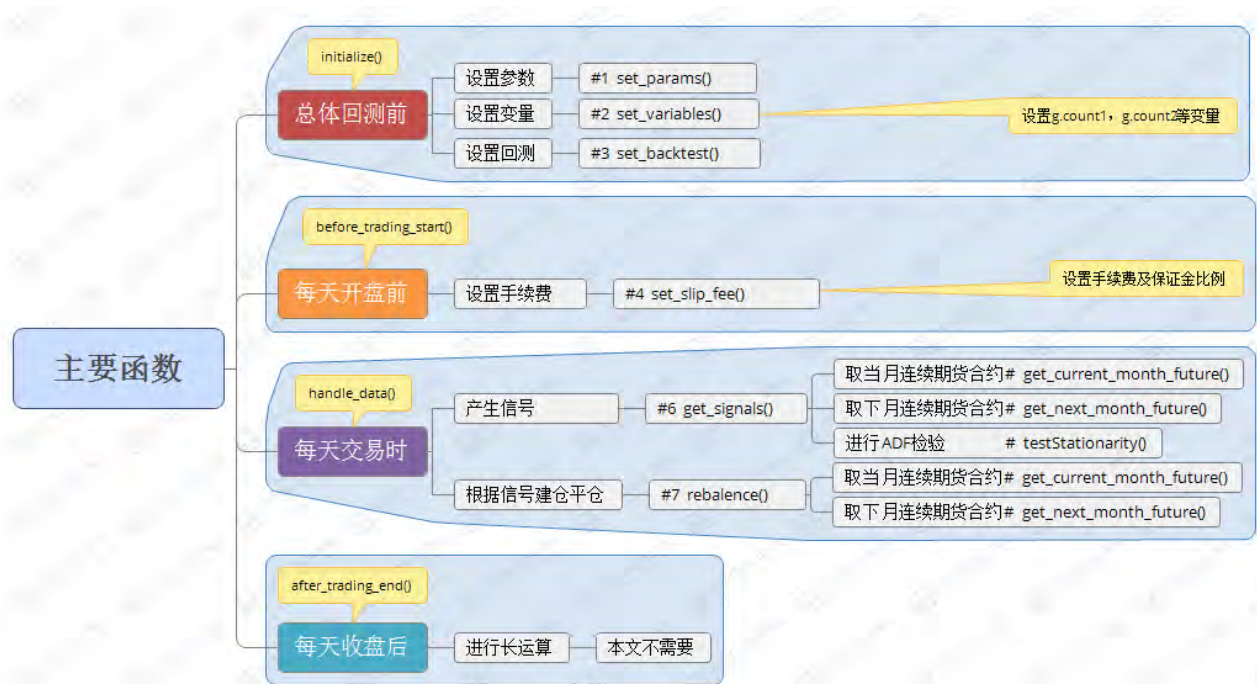 主要函数
initialize()
总体回测前
设置参数
#1 set_params()
设置变量
#2 set_variables()
设置g.count1，g.count2等变量
设置回测
#3 set_backtest()
before_trading_start()
每天开盘前
设置手续费
#4 set_slip_fee()
设置手续费及保证金比例
handle_data()
每天交易时
产生信号
#6 get_signals()
取当月连续期货合约# get_current_month_future()
取下月连续期货合约# get_next_month_future()
进行ADF检验 # testStationarity()
根据信号建仓平仓
#7 rebalence()
取当月连续期货合约# get_current_month_future()
取下月连续期货合约# get_next_month_future()
after_trading_end()
每天收盘后
进行长运算
本文不需要